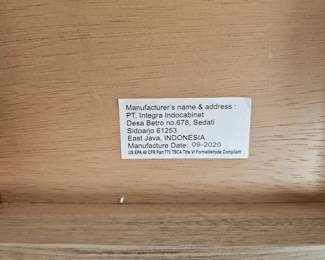 Manufacturer's name & address :
PT. Integra Indocabinet
Desa Betro no.678, Sedati
Sidoarjo 61253
East Java, INDONESIA
Manufacture Date: 09-2020
US EPA 40 CFR Part 770 TSCA Title VI Formaldehyde Compliant